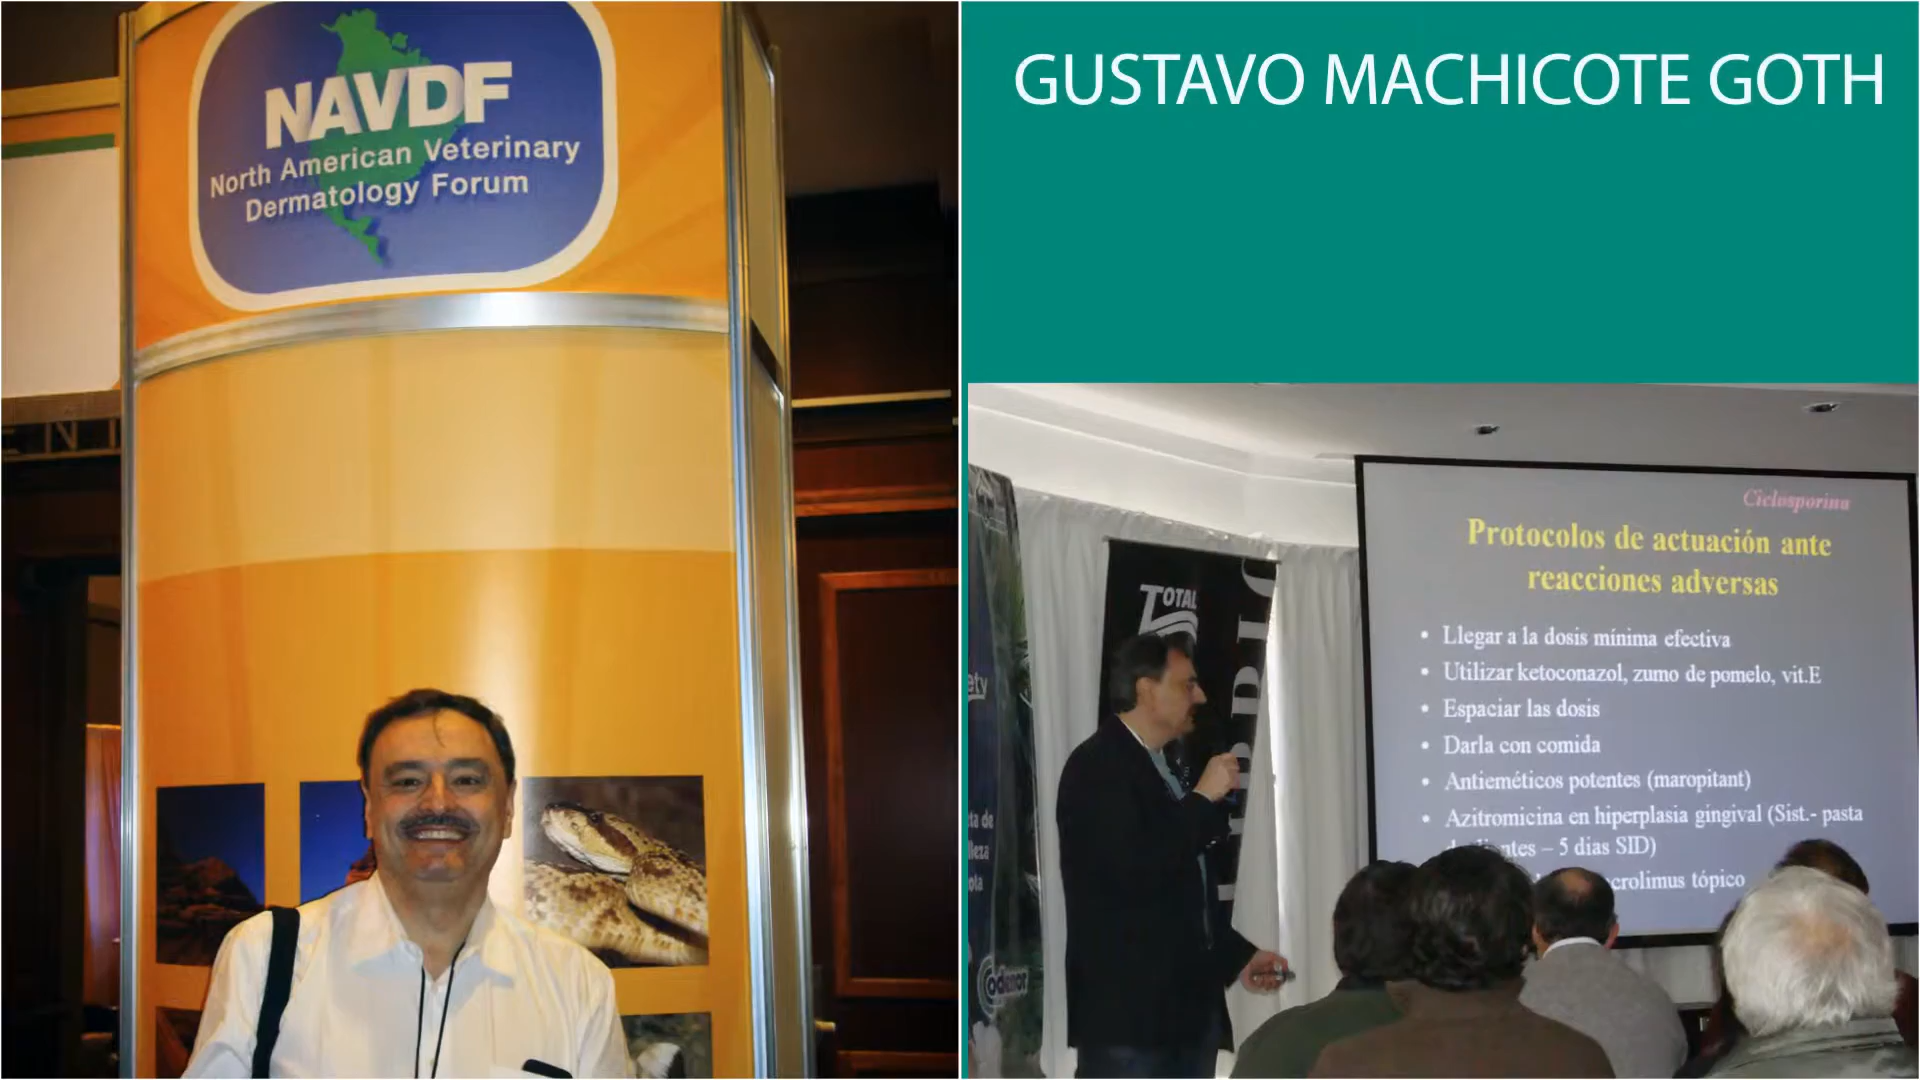 NAVDF
North American Veterinary
Dermatology Forum
GUSTAVO MACHICOTE GOTH
Ciclosporina
Protocolos de actuación ante
reacciones adversas
• Llegar a la dosis mínima efectiva
• Utilizar ketoconazol, zumo de pomelo, vit.E
• Espaciar las dosis
• Darla con comida
• Antieméticos potentes (maropitant)
• Azitromicina en hiperplasia gingival (Sist.- pasta
– 5 dias SID)
tópico
TOTAL